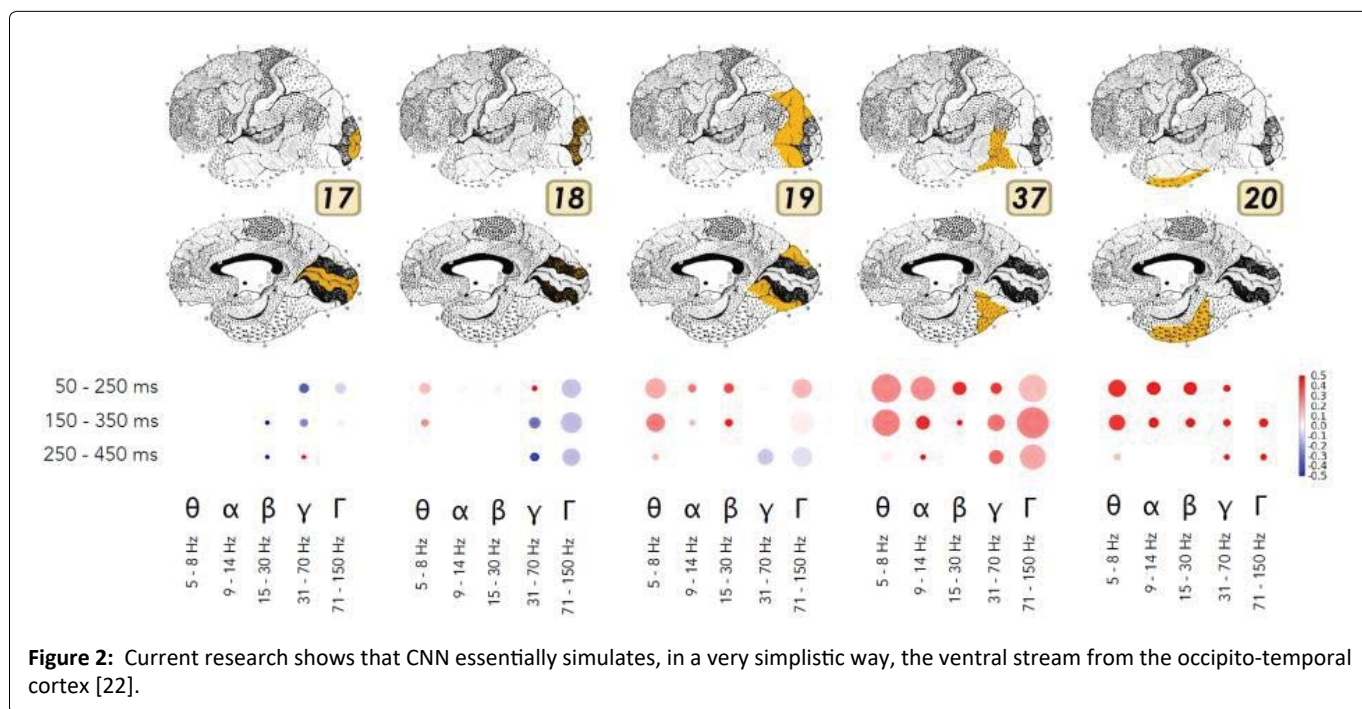 17 18 19 37 20
50 - 250 ms
150 - 350 ms
250 - 450 ms
0.5
0.4
0.3
0.2
0.1
0.0
-0.1
-0.2
-0.3
-0.4
-0.5
θ α β γ Γ θ α β γ Γ θ α β γ Γ θ α β γ Γ θ α β γ Γ
5 - 8 Hz 9 - 14 Hz 15 - 30 Hz 31 - 70 Hz 71 - 150 Hz 5 - 8 Hz 9 - 14 Hz 15 - 30 Hz 31 - 70 Hz 71 - 150 Hz 5 - 8 Hz 9 - 14 Hz 15 - 30 Hz 31 - 70 Hz 71 - 150 Hz 5 - 8 Hz 9 - 14 Hz 15 - 30 Hz 31 - 70 Hz 71 - 150 Hz 5 - 8 Hz 9 - 14 Hz 15 - 30 Hz 31 - 70 Hz 71 - 150 Hz
Figure 2: Current research shows that CNN essentially simulates, in a very simplistic way, the ventral stream from the occipito-temporal
cortex [22].